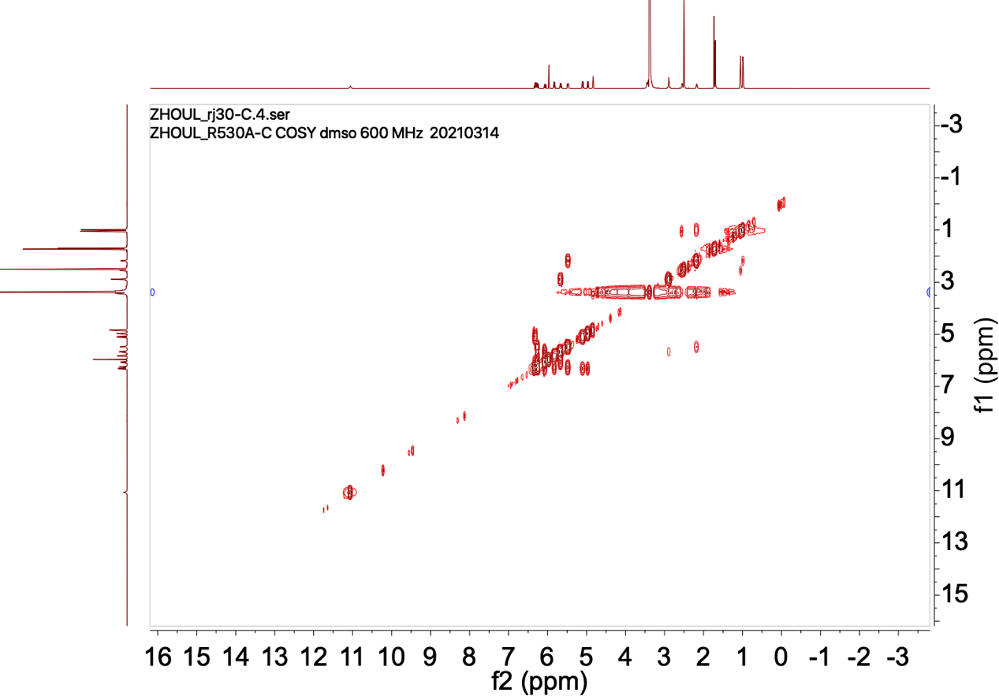 ZHOUL_rj30-C.4.ser
ZHOUL_R530A-C COSY dmso 600 MHz 20210314
-3
-1
1
3
5
7
9
11
13
15
f1 (ppm)
0
16 15 14 13 12 11 10 9 8 7 6 5 4 3 2 1 0 -1 -2 -3
f2 (ppm)